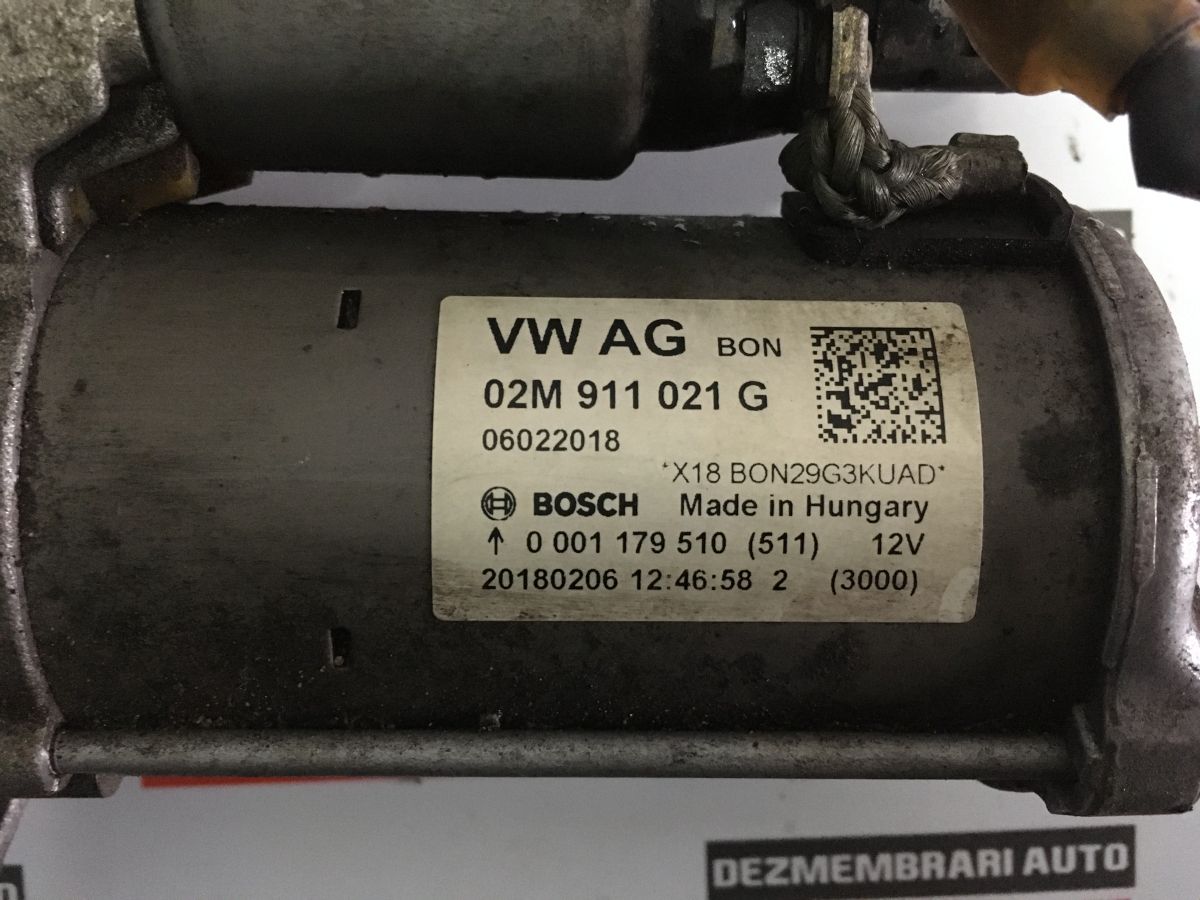 VW AG BON
02M 911 021 G
06022018
*X18 BON29G3KUAD*
BOSCH Made in Hungary
↑ 0 001 179 510 (511) 12V
20180206 12:46:58 2 (3000)
DEZMEMBRARI AUTO